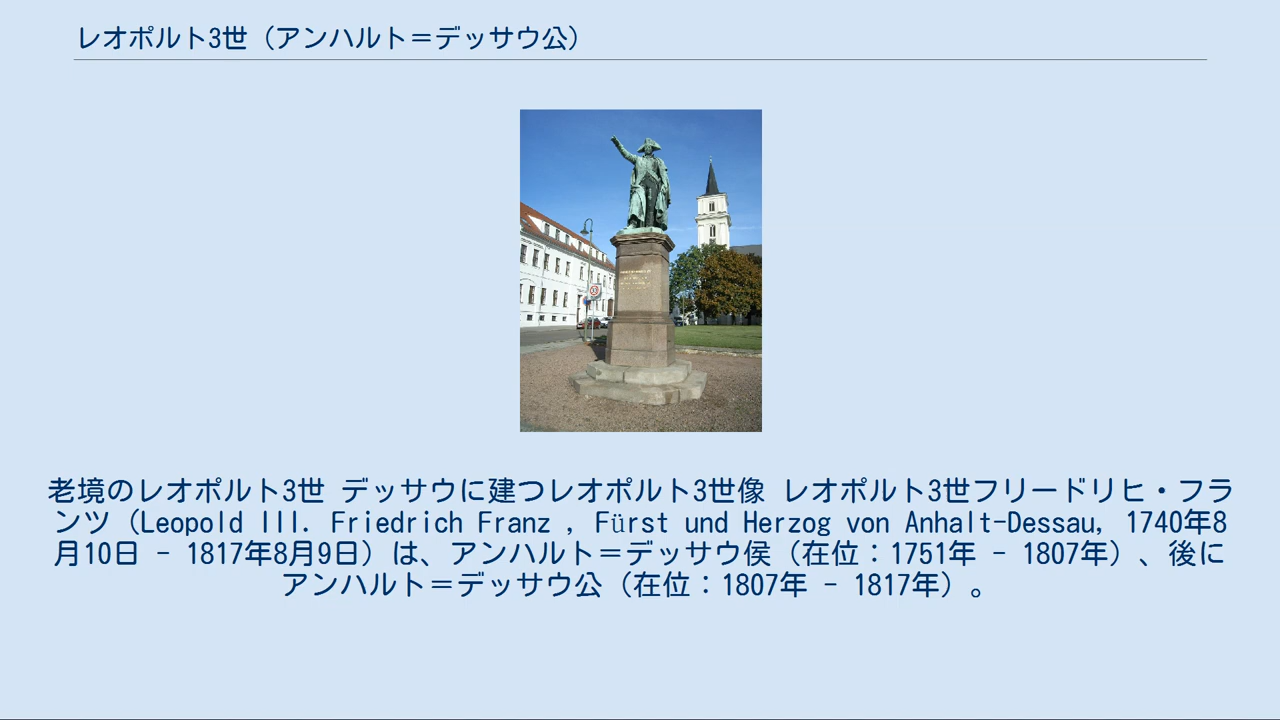 レオポルト3世（アンハルト＝デッサウ公）
老境のレオポルト3世 デッサウに建つレオポルト3世像 レオポルト3世フリードリヒ・フラ
ンツ（Leopold III. Friedrich Franz , Fürst und Herzog von Anhalt-Dessau, 1740年8
月10日 - 1817年8月9日）は、アンハルト＝デッサウ侯（在位：1751年 - 1807年）、後に
アンハルト＝デッサウ公（在位：1807年 - 1817年）。